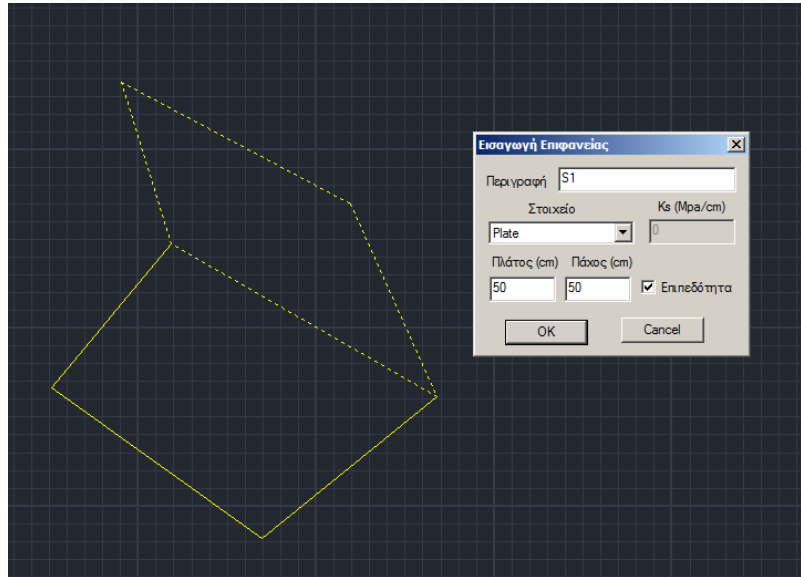 Εισαγωγή Επιφανείας
Περιγραφή S1
Στοιχείο Ks (Mpa/cm)
Plate 0
Πλάτος (cm) Πάχος (cm)
50 50 Επιπεδότητα
OK Cancel